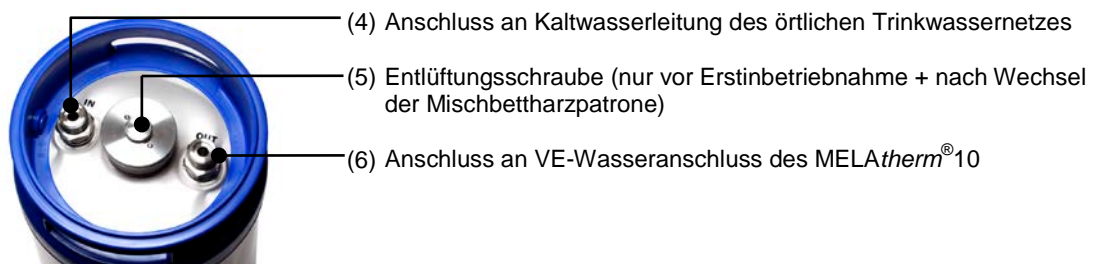 (4) Anschluss an Kaltwasserleitung des örtlichen Trinkwassernetzes
(5) Entlüftungsschraube (nur vor Erstinbetriebnahme + nach Wechsel
der Mischbettharzpatrone)
(6) Anschluss an VE-Wasseranschluss des MELAtherm®10
IN
OUT